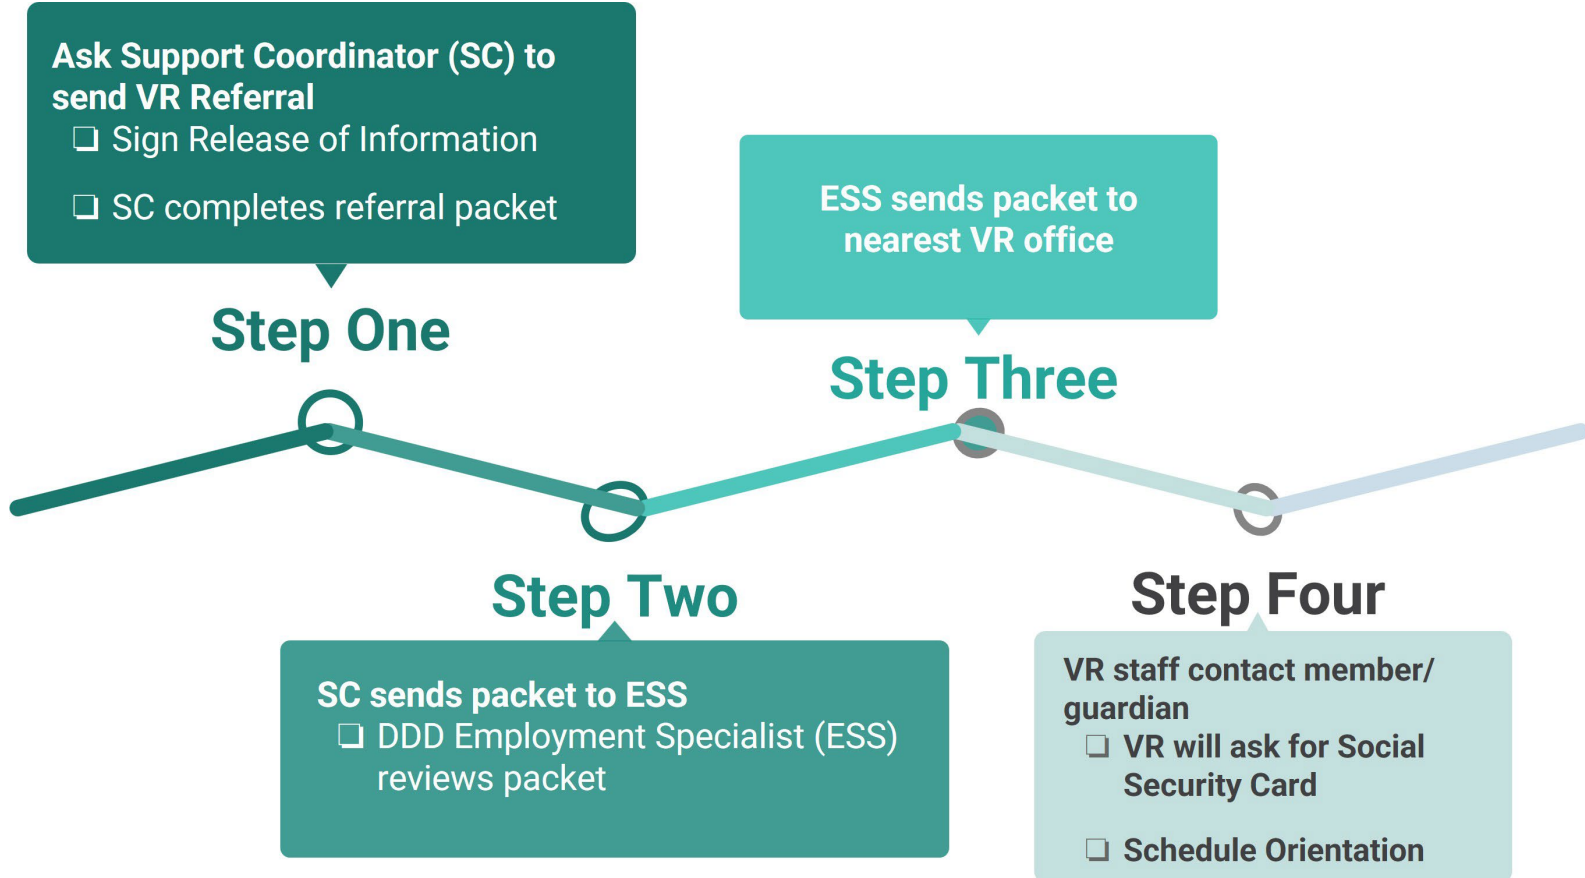 Ask Support Coordinator (SC) to
send VR Referral
❏ Sign Release of Information
❏ SC completes referral packet
Step One
Step Two
SC sends packet to ESS
❏ DDD Employment Specialist (ESS)
reviews packet
ESS sends packet to
nearest VR office
Step Three
Step Four
VR staff contact member/
guardian
❏ VR will ask for Social
Security Card
❏ Schedule Orientation